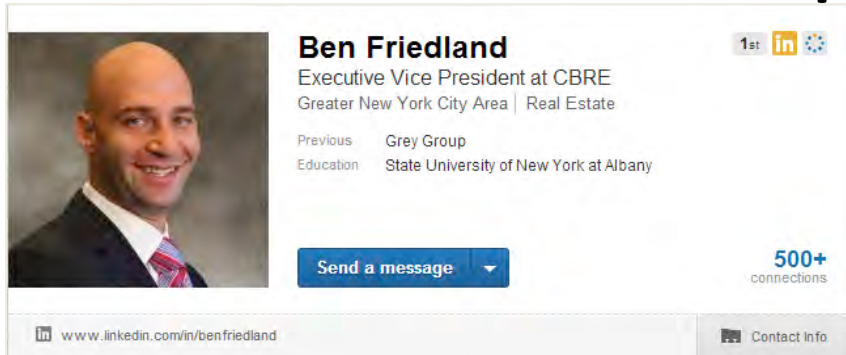 Ben Friedland
1st in
Executive Vice President at CBRE
Greater New York City Area | Real Estate
Previous Grey Group
Education State University of New York at Albany
Send a message
500+
connections
in www.linkedin.com/in/benfriedland
Contact Info